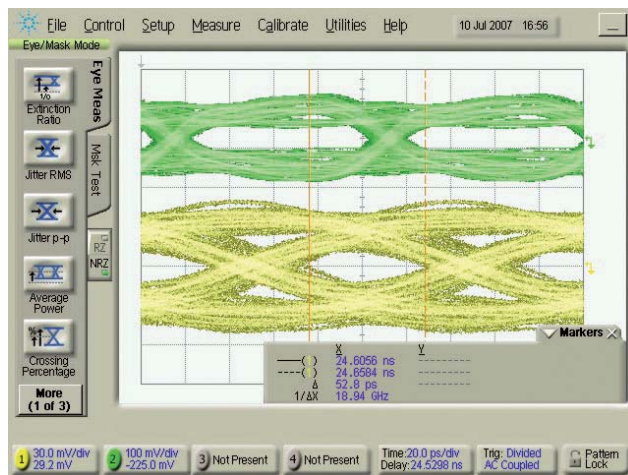 File Control Setup Measure Calibrate Utilities Help 10 Jul 2007 16:56
Eye/Mask Mode
Eye Meas
Msk Test
Extinction
Ratio
Jitter RMS
Jitter p-p
RZ
NRZ
Average
Power
Crossing
Percentage
More
(1 of 3)
Markers
X Y
24.6056 ns
24.6584 ns
Δ 52.8 ps
1/ΔX 18.94 GHz
1 30.0 mV/div
29.2 mV
2 100 mV/div
-225.0 mV
3 Not Present
4 Not Present
Time:20.0 ps/div
Delay:24.5298 ns
Trig: Divided
AC Coupled
Pattern
Lock